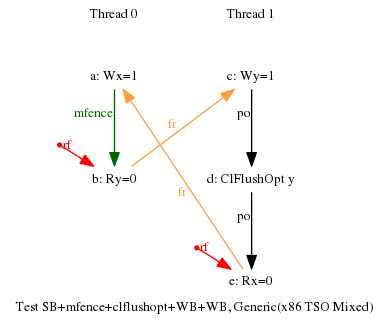 Thread 0 Thread 1
a: Wx=1 c: Wy=1
mfence po
fr
rf
b: Ry=0 d: ClFlushOpt y
fr
po
rf
e: Rx=0
Test SB+mfence+clflushopt+WB+WB, Generic(x86 TSO Mixed)